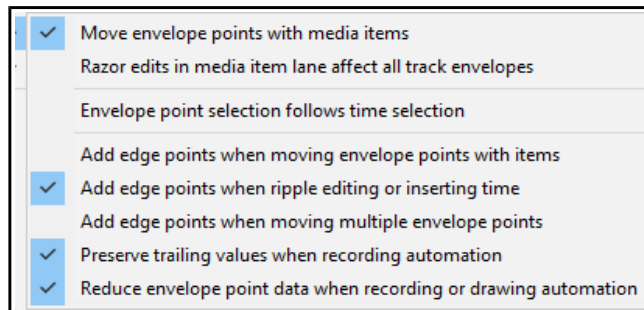 Move envelope points with media items
Razor edits in media item lane affect all track envelopes
Envelope point selection follows time selection
Add edge points when moving envelope points with items
Add edge points when ripple editing or inserting time
Add edge points when moving multiple envelope points
Preserve trailing values when recording automation
Reduce envelope point data when recording or drawing automation